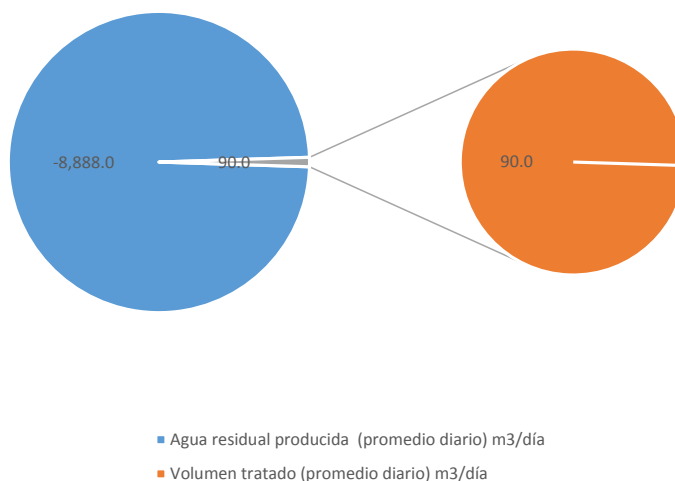 -8,888.0
90.0
90.0
Agua residual producida (promedio diario) m3/día
Volumen tratado (promedio diario) m3/día